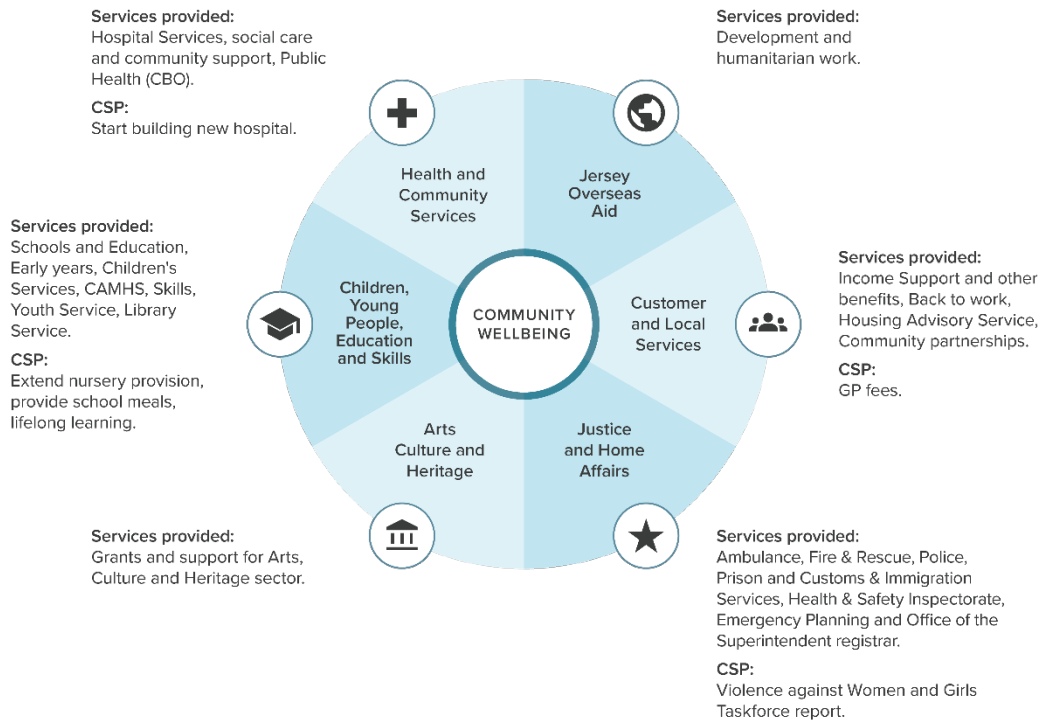 Services provided:
Hospital Services, social care
and community support, Public
Health (CBO).
CSP:
Start building new hospital.
Services provided:
Development and
humanitarian work.
Health and
Community
Services
Jersey
Overseas
Aid
Services provided:
Schools and Education,
Early years, Children's
Services, CAMHS, Skills,
Youth Service, Library
Service.
CSP:
Extend nursery provision,
provide school meals,
lifelong learning.
Children,
Young
People,
Education
and Skills
COMMUNITY
WELLBEING
Customer
and Local
Services
Services provided:
Income Support and other
benefits, Back to work,
Housing Advisory Service,
Community partnerships.
CSP:
GP fees.
Arts
Culture and
Heritage
Justice
and Home
Affairs
Services provided:
Grants and support for Arts,
Culture and Heritage sector.
Services provided:
Ambulance, Fire & Rescue, Police,
Prison and Customs & Immigration
Services, Health & Safety Inspectorate,
Emergency Planning and Office of the
Superintendent registrar.
CSP:
Violence against Women and Girls
Taskforce report.